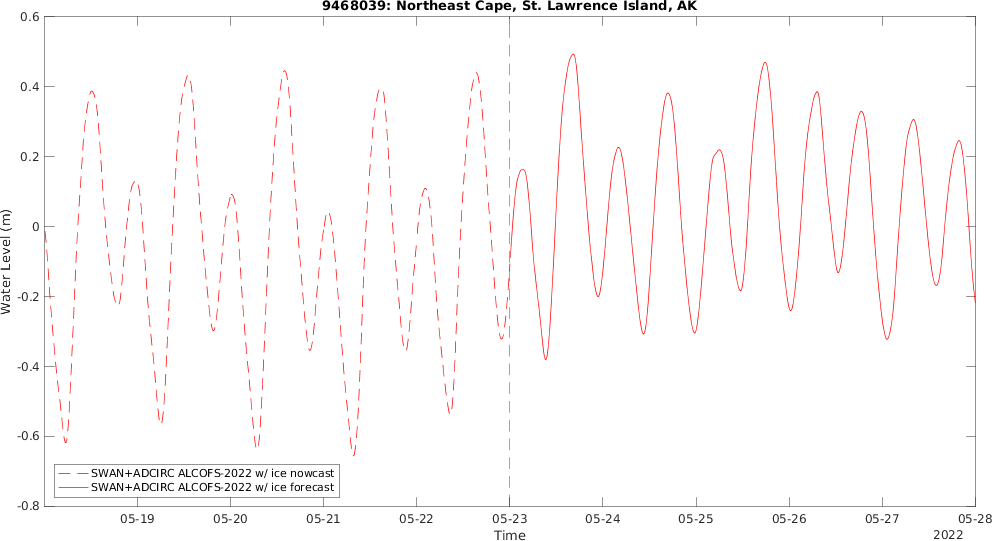 9468039: Northeast Cape, St. Lawrence Island, AK
0.6
0.4
0.2
0
-0.2
-0.4
-0.6
-0.8
Water Level (m)
SWAN+ADCIRC ALCOFS-2022 w/ ice nowcast
SWAN+ADCIRC ALCOFS-2022 w/ ice forecast
05-19 05-20 05-21 05-22 05-23 05-24 05-25 05-26 05-27 05-28
Time
2022